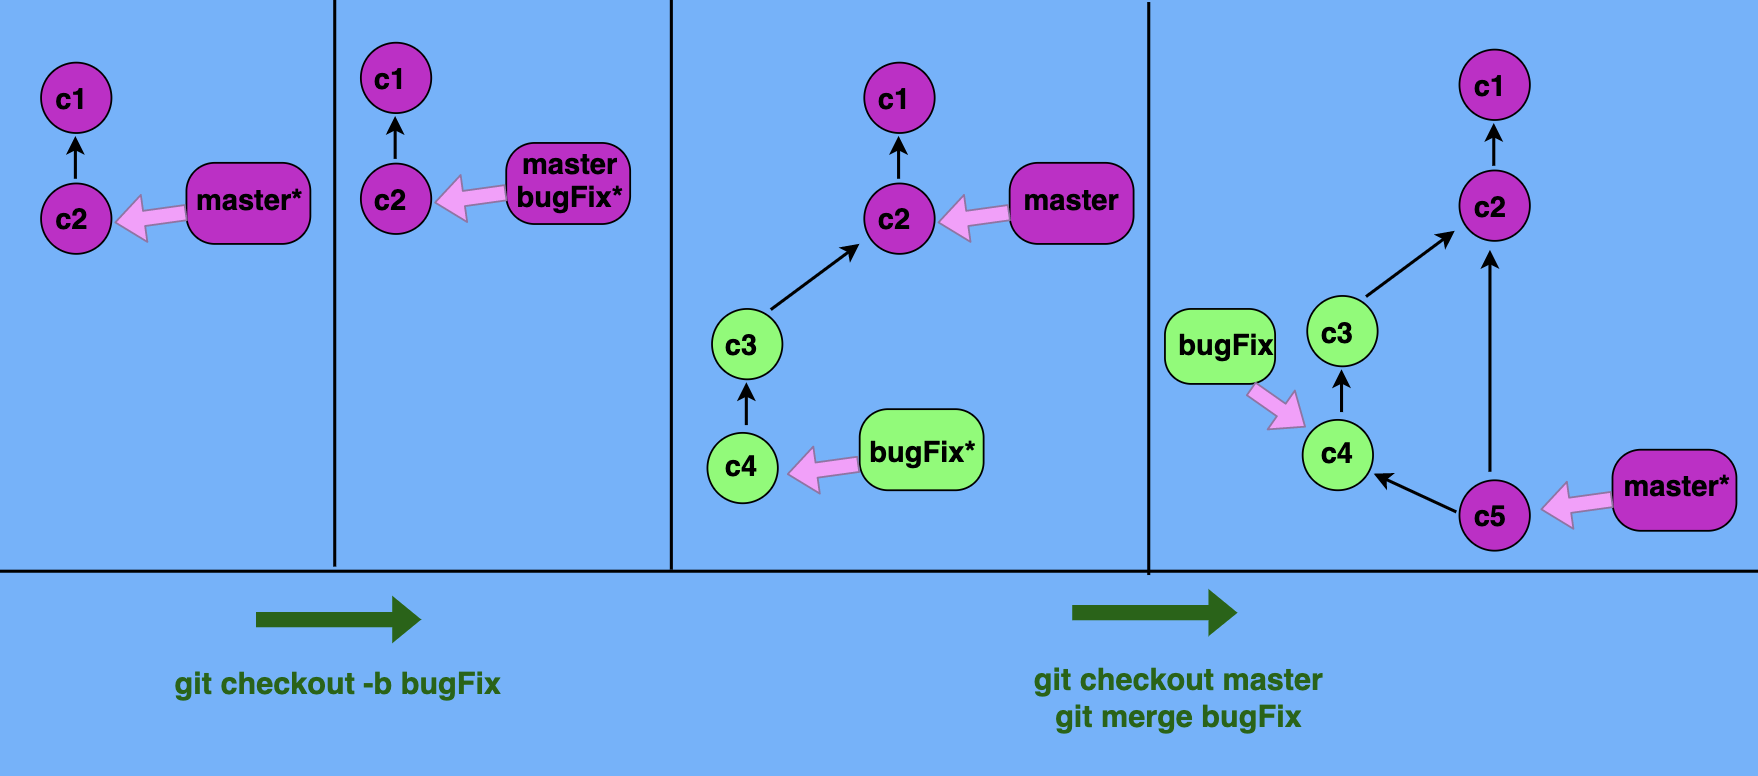 c1
c2
master*
c1
c2
master
bugFix*
c1
c2
master
c3
c4
bugFix*
c1
c2
bugFix
c3
c4
c5
master*
git checkout -b bugFix
git checkout master
git merge bugFix